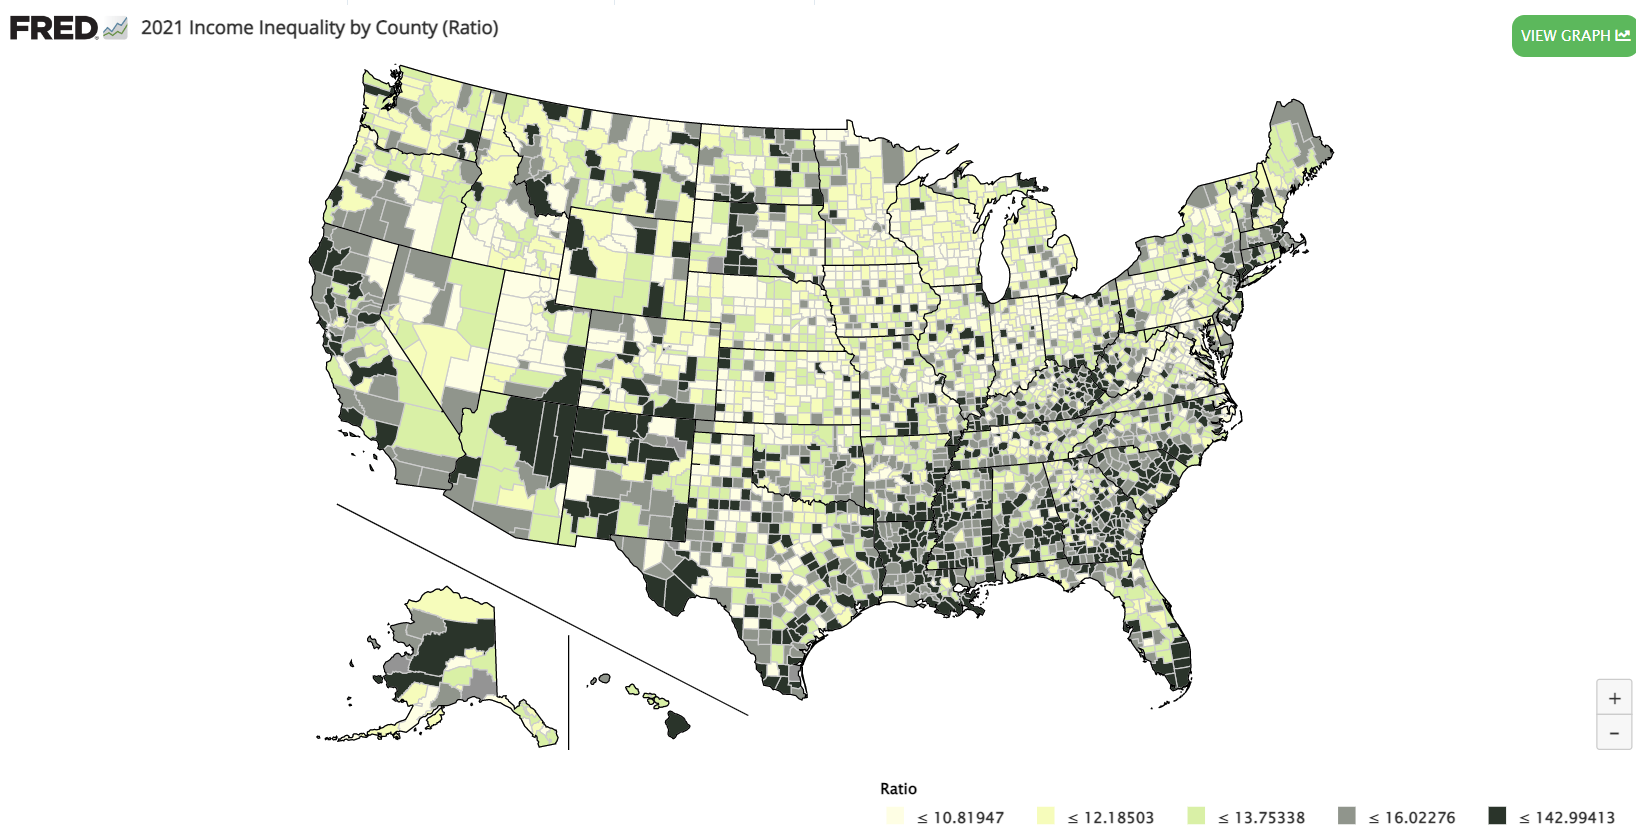 FRED 2021 Income Inequality by County (Ratio)
VIEW GRAPH
+
−
Ratio
≤ 10.81947 ≤ 12.18503 ≤ 13.75338 ≤ 16.02276 ≤ 142.99413